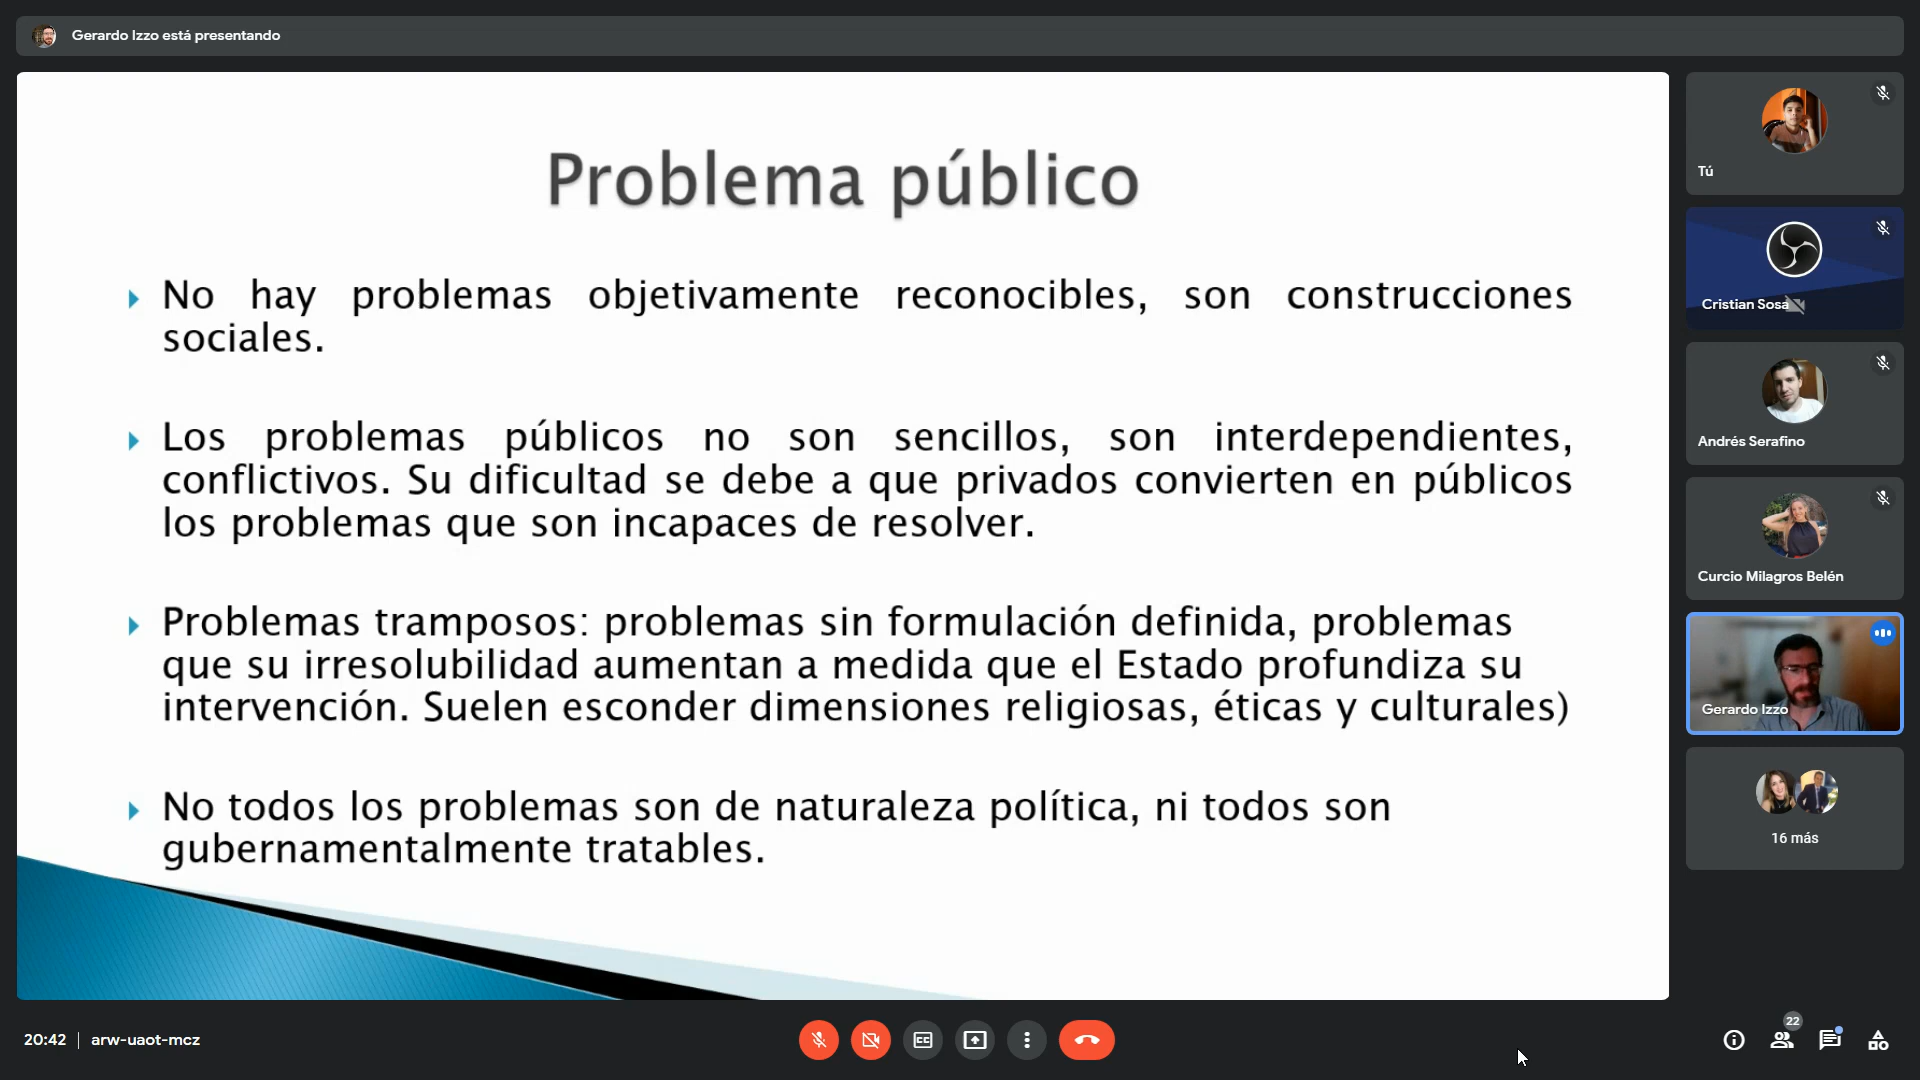 Gerardo Izzo está presentando
Problema público
No hay problemas objetivamente reconocibles, son construcciones
sociales.
Los problemas públicos no son sencillos, son interdependientes,
conflictivos. Su dificultad se debe a que privados convierten en públicos
los problemas que son incapaces de resolver.
Problemas tramposos: problemas sin formulación definida, problemas
que su irresolubilidad aumentan a medida que el Estado profundiza su
intervención. Suelen esconder dimensiones religiosas, éticas y culturales)
No todos los problemas son de naturaleza política, ni todos son
gubernamentalmente tratables.
Tú
Cristian Sosa
Andrés Serafino
Curcio Milagros Belén
Gerardo Izzo
16 más
20:42 | arw-uaot-mcz
CC
22